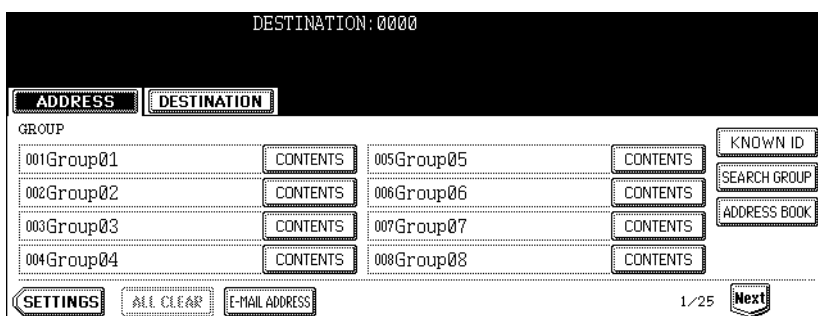 DESTINATION:0000
ADDRESS DESTINATION
GROUP
KNOWN ID
001Group01 CONTENTS 005Group05 CONTENTS
SEARCH GROUP
002Group02 CONTENTS 006Group06 CONTENTS
ADDRESS BOOK
003Group03 CONTENTS 007Group07 CONTENTS
004Group04 CONTENTS 008Group08 CONTENTS
SETTINGS ALL CLEAR E-MAIL ADDRESS 1/25 Next